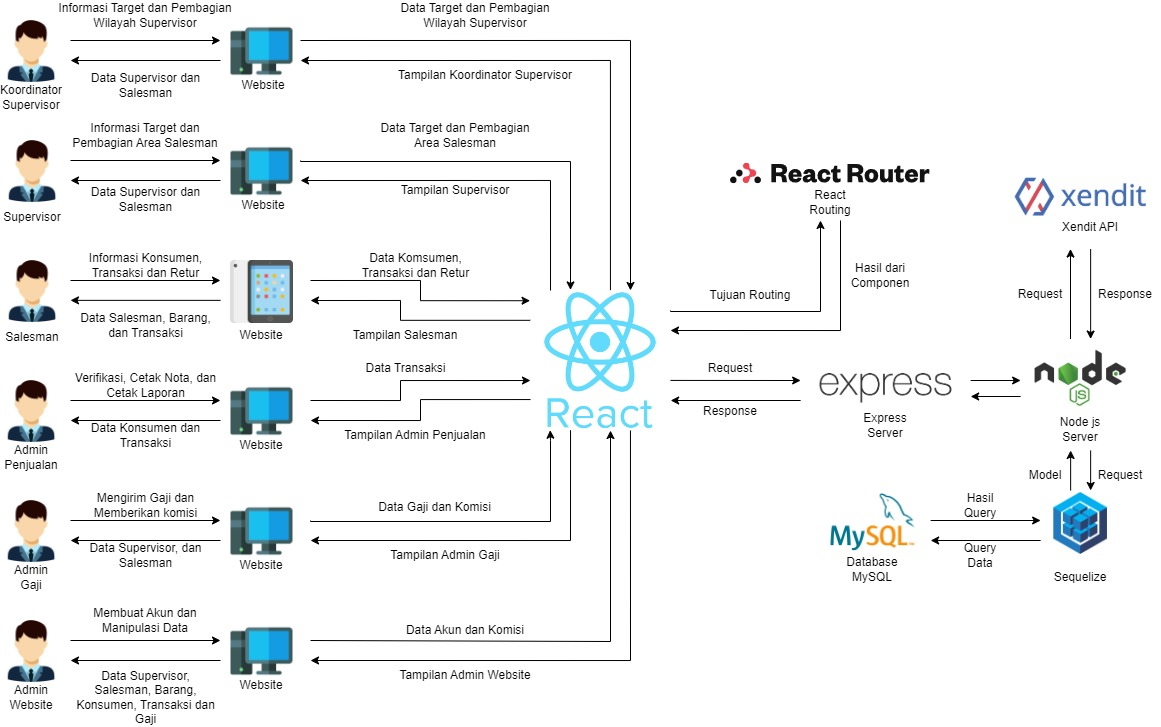 Informasi Target dan Pembagian
Wilayah Supervisor
Data Supervisor dan
Salesman
Koordinator
Supervisor
Website
Data Target dan Pembagian
Wilayah Supervisor
Tampilan Koordinator Supervisor
Informasi Target dan
Pembagian Area Salesman
Data Supervisor dan
Salesman
Supervisor
Website
Data Target dan Pembagian
Area Salesman
Tampilan Supervisor
Informasi Konsumen,
Transaksi dan Retur
Data Salesman, Barang,
dan Transaksi
Salesman
Website
Data Komsumen,
Transaksi dan Retur
Tampilan Salesman
Verifikasi, Cetak Nota, dan
Cetak Laporan
Data Konsumen dan
Transaksi
Admin
Penjualan
Website
Data Transaksi
Tampilan Admin Penjualan
Mengirim Gaji dan
Memberikan komisi
Data Supervisor, dan
Salesman
Admin
Gaji
Website
Data Gaji dan Komisi
Tampilan Admin Gaji
Membuat Akun dan
Manipulasi Data
Data Supervisor,
Salesman, Barang,
Konsumen, Transaksi dan
Gaji
Admin
Website
Website
Data Akun dan Komisi
Tampilan Admin Website
React
React Router
React
Routing
Tujuan Routing
Hasil dari
Componen
Request
Response
express
Express
Server
xendit
Xendit API
Request
Response
node
JS
Node js
Server
Model
Request
MySQL
Database
MySQL
Hasil
Query
Query
Data
Sequelize